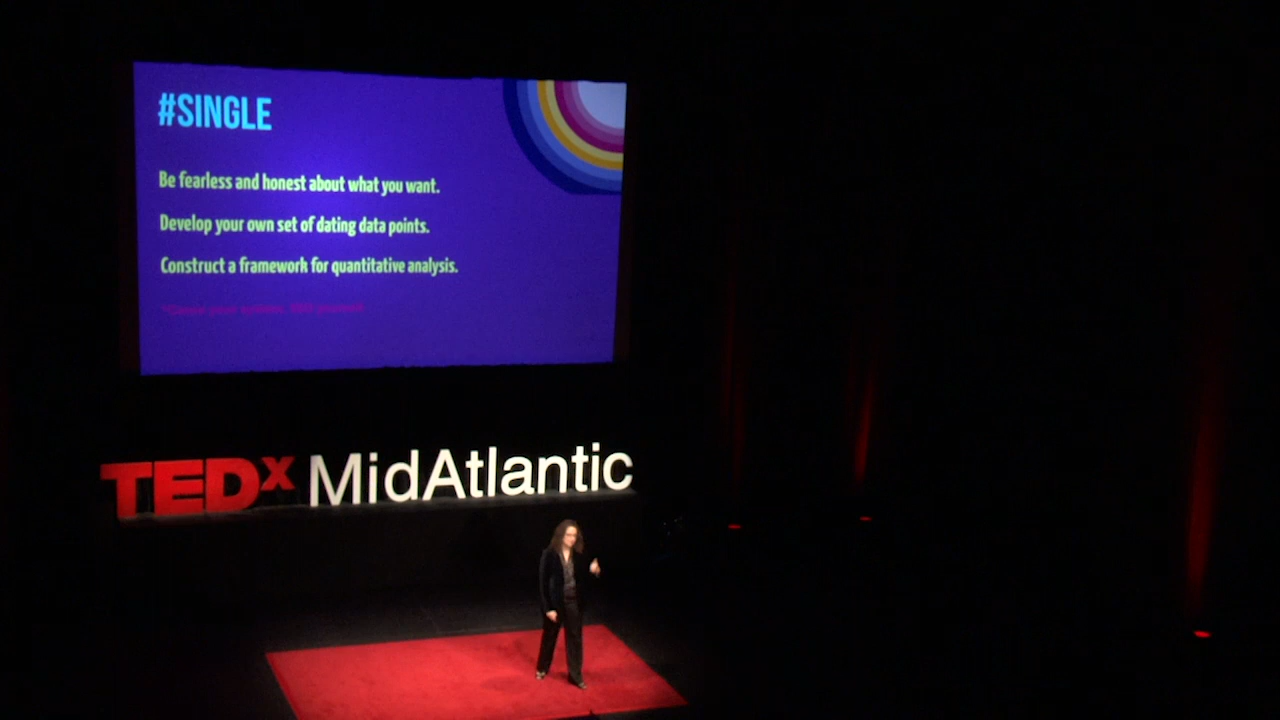 #SINGLE
Be fearless and honest about what you want.
Develop your own set of dating data points.
Construct a framework for quantitative analysis.
TEDx MidAtlantic